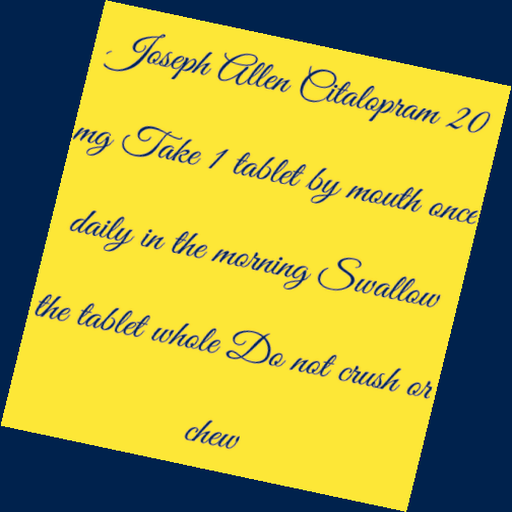 Joseph Allen Citalopram 20
mg Take 1 tablet by mouth once
daily in the morning Swallow
the tablet whole Do not crush or
chew